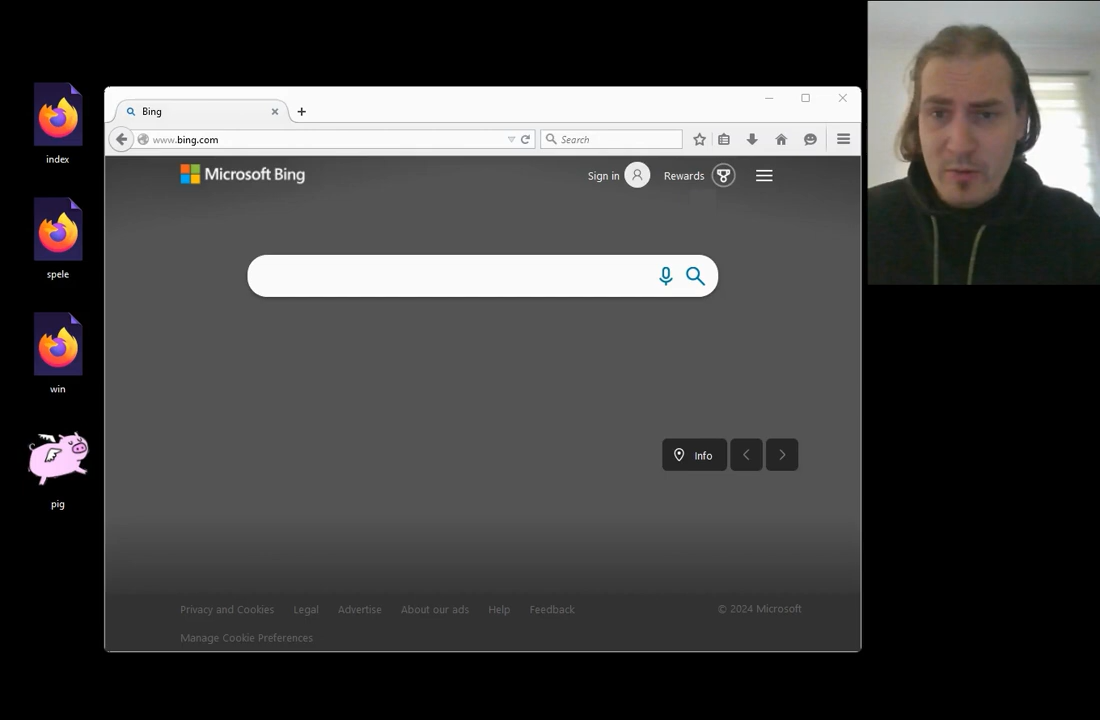 index
spele
win
pig
Bing
www.bing.com
Search
Microsoft Bing
Sign in
Rewards
Info
Privacy and Cookies
Legal
Advertise
About our ads
Help
Feedback
© 2024 Microsoft
Manage Cookie Preferences